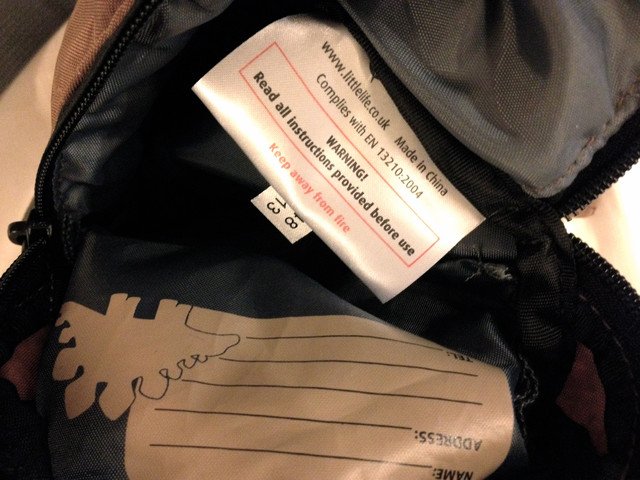 www.littlelife.co.uk Made in China
Complies with EN 13210:2004
WARNING!
Read all instructions provided before use
Keep away from fire
NAME:
ADDRESS:
TEL: